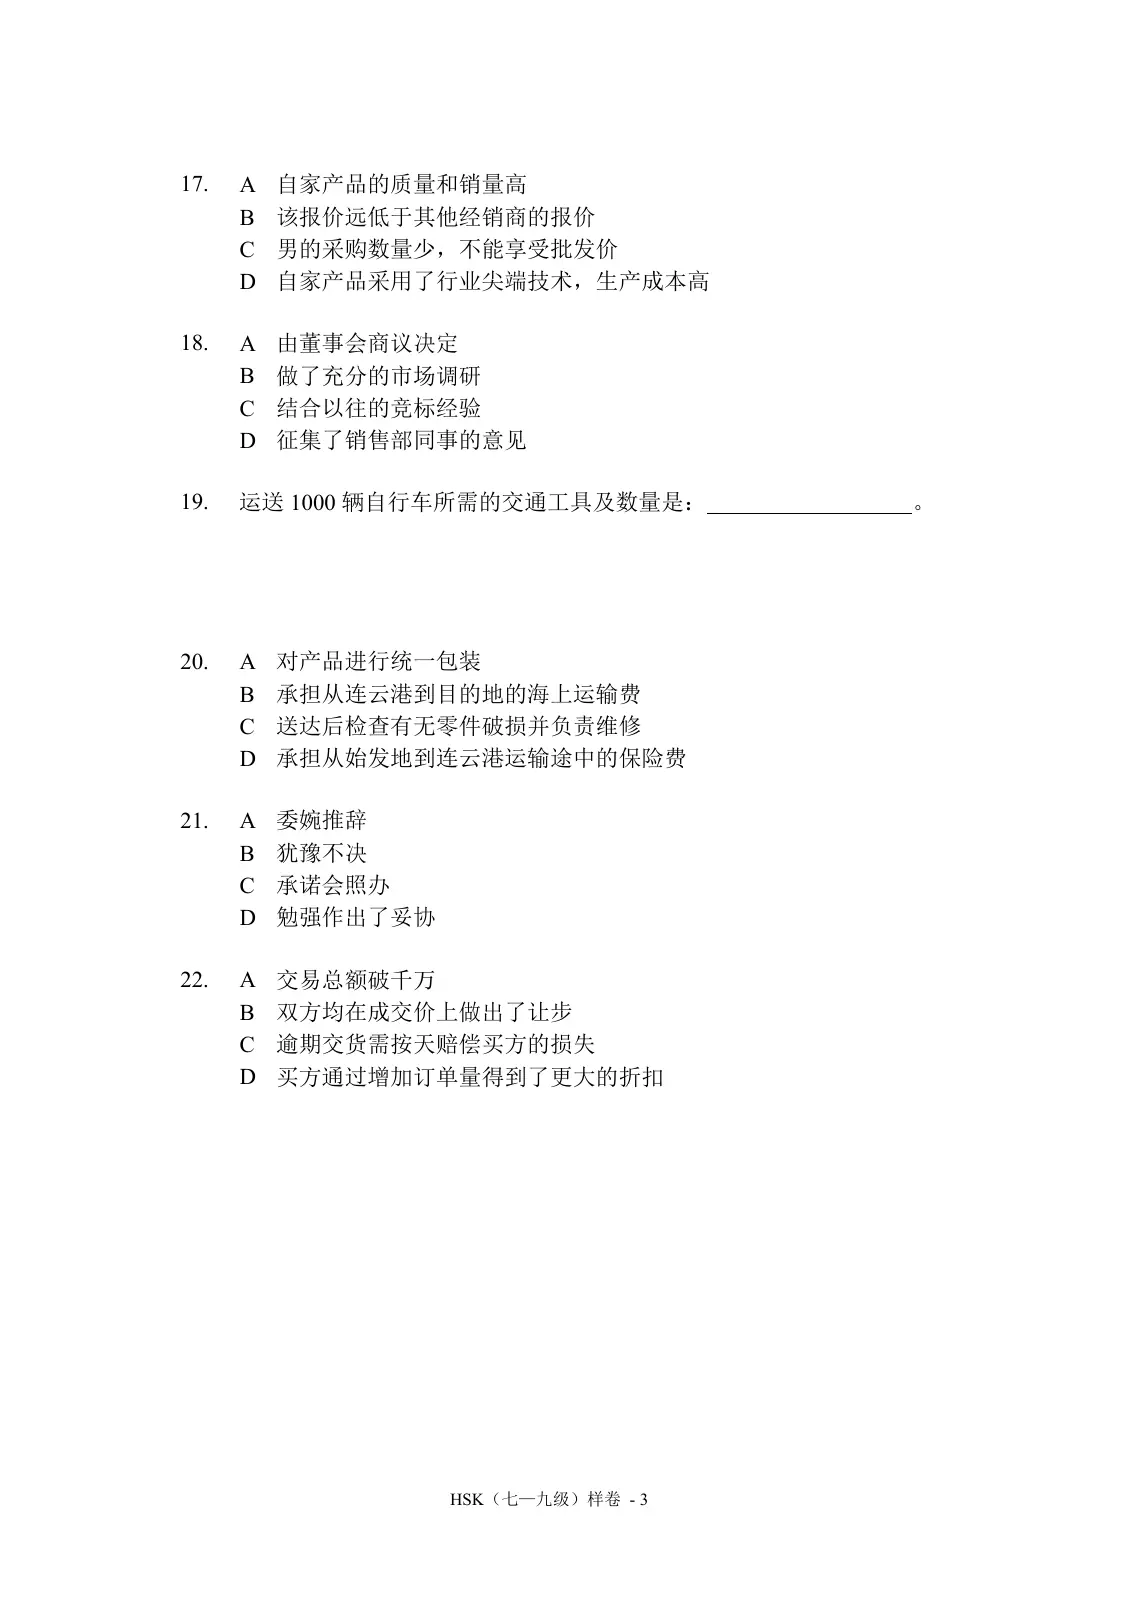 17. A 自家产品的质量和销量高
B 该报价远低于其他经销商的报价
C 男的采购数量少，不能享受批发价
D 自家产品采用了行业尖端技术，生产成本高
18. A 由董事会商议决定
B 做了充分的市场调研
C 结合以往的竞标经验
D 征集了销售部同事的意见
19. 运送 1000 辆自行车所需的交通工具及数量是：__________________。
20. A 对产品进行统一包装
B 承担从连云港到目的地的海上运输费
C 送达后检查有无零件破损并负责维修
D 承担从始发地到连云港运输途中的保险费
21. A 委婉推辞
B 犹豫不决
C 承诺会照办
D 勉强作出了妥协
22. A 交易总额破千万
B 双方均在成交价上做出了让步
C 逾期交货需按天赔偿买方的损失
D 买方通过增加订单量得到了更大的折扣
HSK（七—九级）样卷 - 3